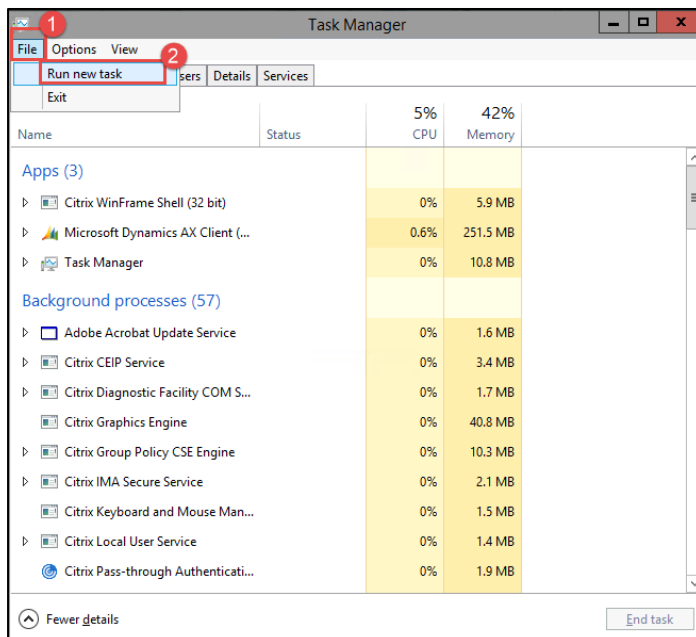 1
Task Manager
File Options View
2
Run new task
sers Details Services
Exit
5% 42%
Name Status CPU Memory
Apps (3)
Citrix WinFrame Shell (32 bit) 0% 5.9 MB
Microsoft Dynamics AX Client (... 0.6% 251.5 MB
Task Manager 0% 10.8 MB
Background processes (57)
Adobe Acrobat Update Service 0% 1.6 MB
Citrix CEIP Service 0% 3.4 MB
Citrix Diagnostic Facility COM S... 0% 1.7 MB
Citrix Graphics Engine 0% 40.8 MB
Citrix Group Policy CSE Engine 0% 10.3 MB
Citrix IMA Secure Service 0% 2.1 MB
Citrix Keyboard and Mouse Man... 0% 1.5 MB
Citrix Local User Service 0% 1.4 MB
Citrix Pass-through Authenticati... 0% 1.9 MB
Fewer details End task